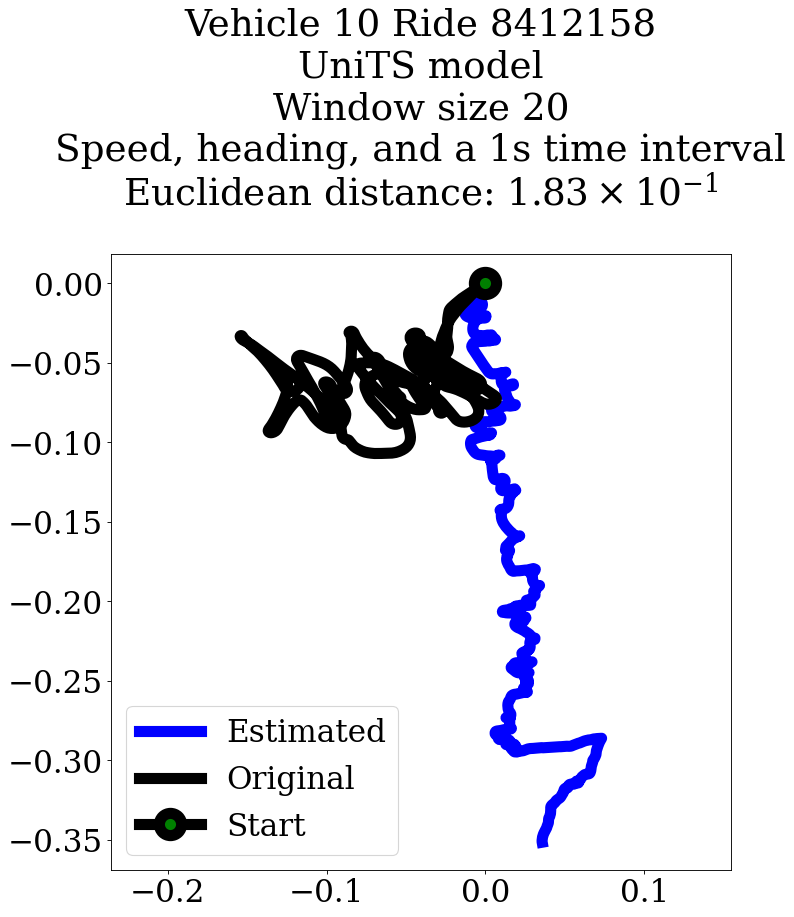 Vehicle 10 Ride 8412158
UniTS model
Window size 20
Speed, heading, and a 1s time interval
Euclidean distance: 1.83 × 10⁻¹
0.00
−0.05
−0.10
−0.15
−0.20
−0.25
−0.30
−0.35
Estimated
Original
Start
−0.2
−0.1
0.0
0.1